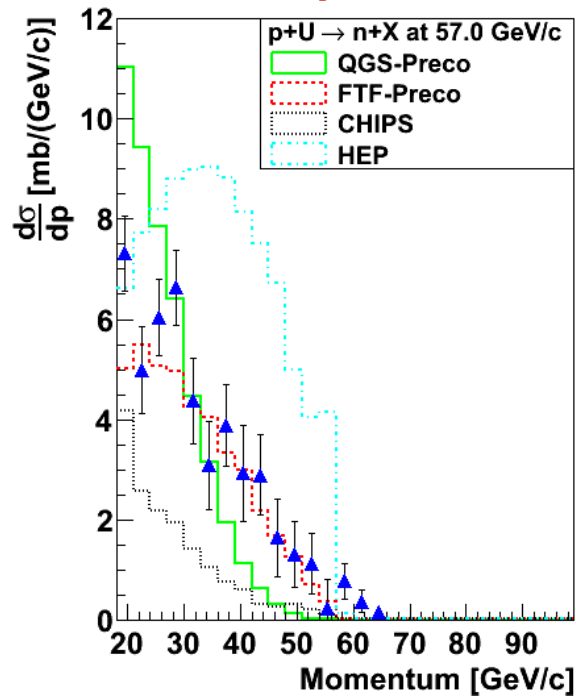 p+U → n+X at 57.0 GeV/c
QGS-Preco
FTF-Preco
CHIPS
HEP
dσ/dp [mb/(GeV/c)]
12
10
8
6
4
2
0
20 30 40 50 60 70 80 90
Momentum [GeV/c]